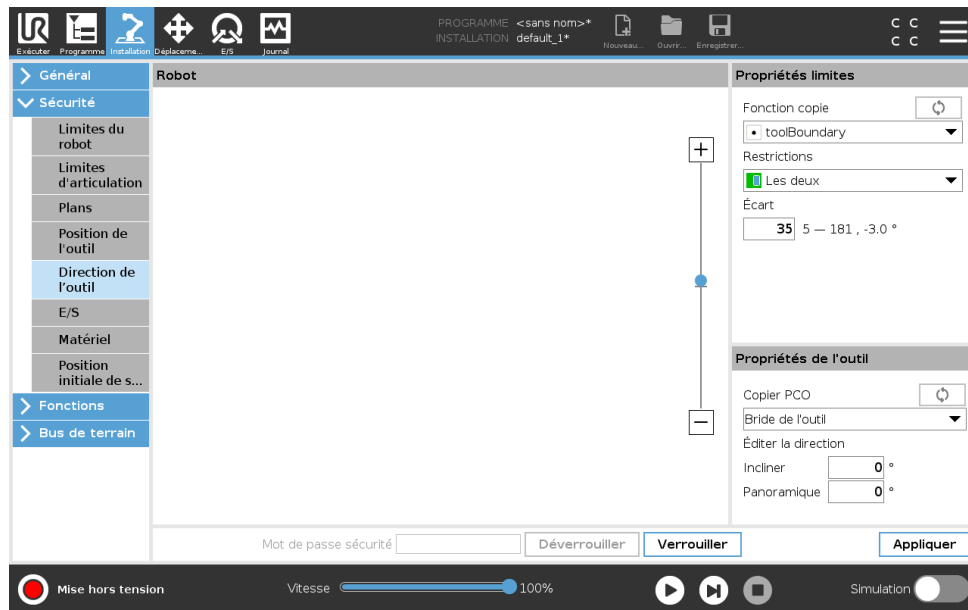 PROGRAMME <sans nom>*
INSTALLATION default_1*
Exécuter
Programme
Installation
Déplaceme...
E/S
Journal
Nouveau...
Ouvrir...
Enregistrer...
C C
C C
Général
Sécurité
Limites du
robot
Limites
d'articulation
Plans
Position de
l'outil
Direction de
l'outil
E/S
Matériel
Position
initiale de s...
Fonctions
Bus de terrain
Robot
+
−
Propriétés limites
Fonction copie
toolBoundary
Restrictions
Les deux
Écart
35 5 — 181 , -3.0 °
Propriétés de l'outil
Copier PCO
Bride de l'outil
Éditer la direction
Incliner 0 °
Panoramique 0 °
Mot de passe sécurité
Déverrouiller
Verrouiller
Appliquer
Mise hors tension
Vitesse 100%
Simulation